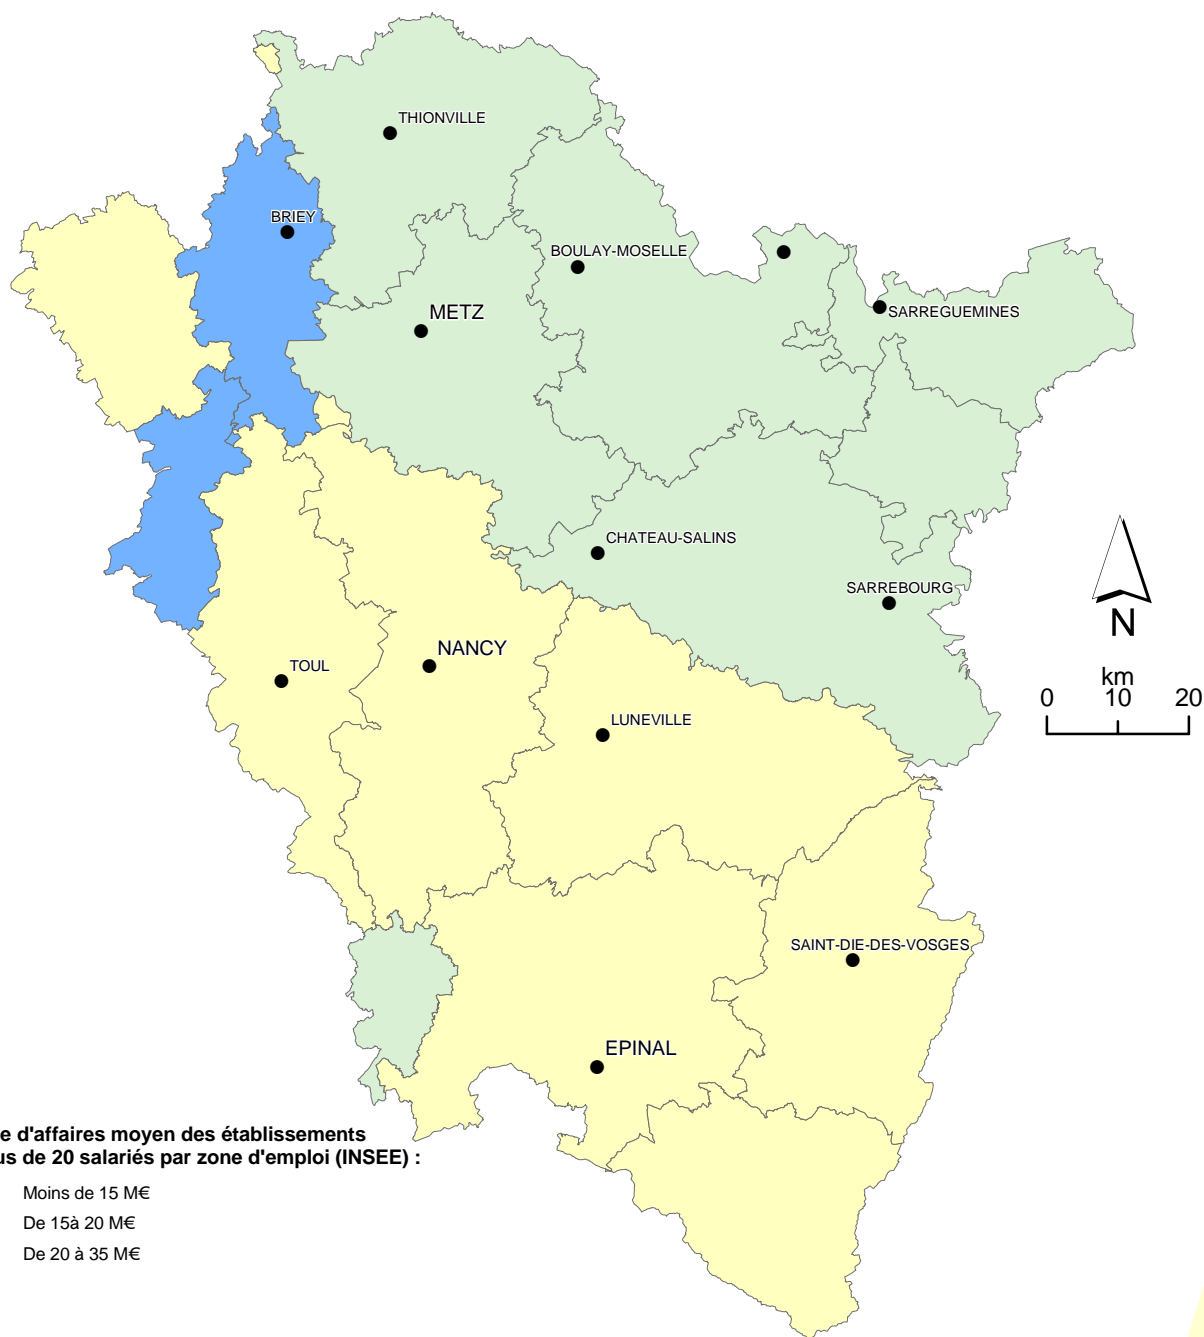 THIONVILLE
BRIEY
BOULAY-MOSELLE
METZ
SARREGUEMINES
CHATEAU-SALINS
SARREBOURG
N
NANCY
TOUL
km
0 10 20
LUNEVILLE
SAINT-DIE-DES-VOSGES
EPINAL
e d'affaires moyen des établissements
us de 20 salariés par zone d'emploi (INSEE) :
Moins de 15 M€
De 15à 20 M€
De 20 à 35 M€